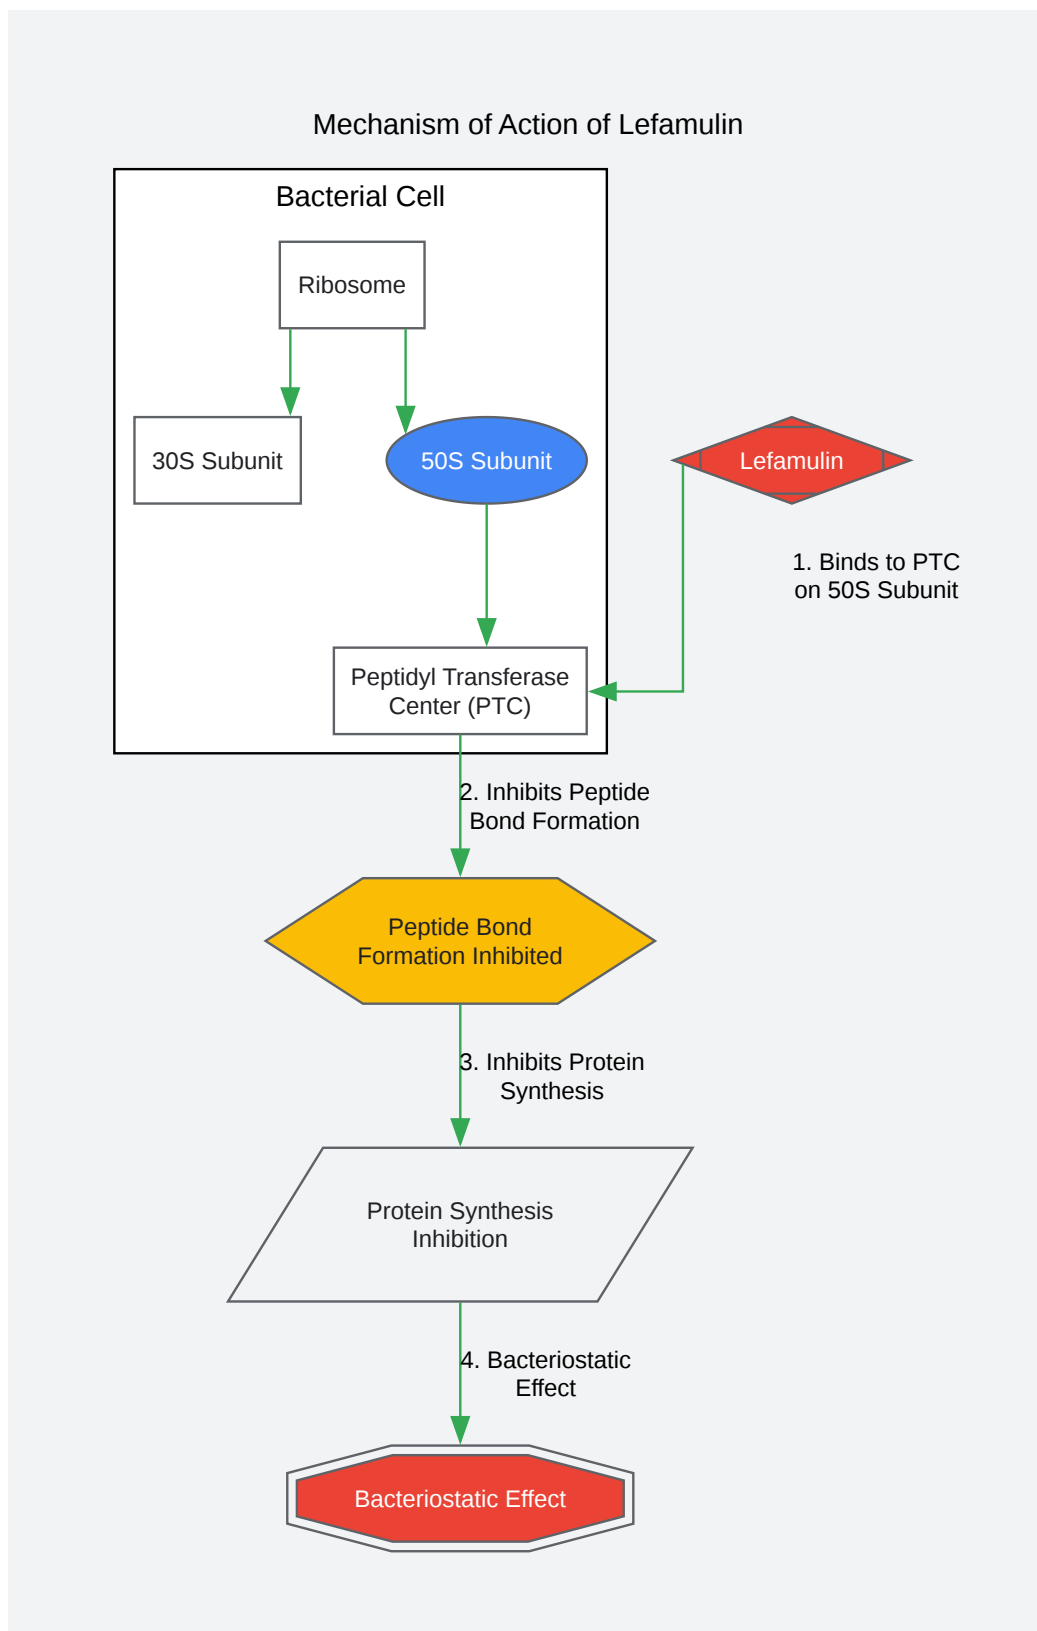 Mechanism of Action of Lefamulin
Bacterial Cell
Ribosome
30S Subunit
50S Subunit
Lefamulin
1. Binds to PTC
on 50S Subunit
Peptidyl Transferase
Center (PTC)
2. Inhibits Peptide
Bond Formation
Peptide Bond
Formation Inhibited
3. Inhibits Protein
Synthesis
Protein Synthesis
Inhibition
4. Bacteriostatic
Effect
Bacteriostatic Effect